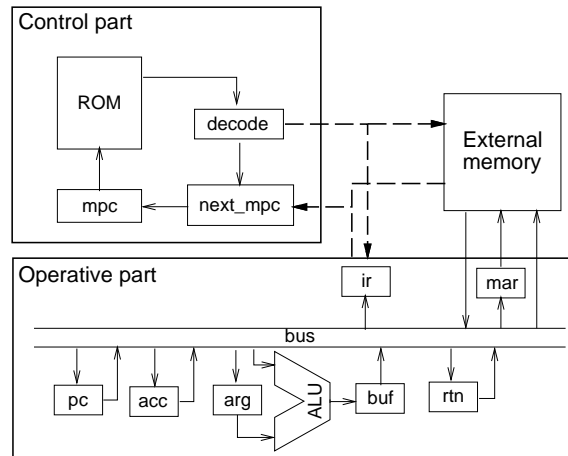 Control part
ROM
decode
External
memory
mpc
next_mpc
Operative part
ir
mar
bus
pc
acc
arg
ALU
buf
rtn